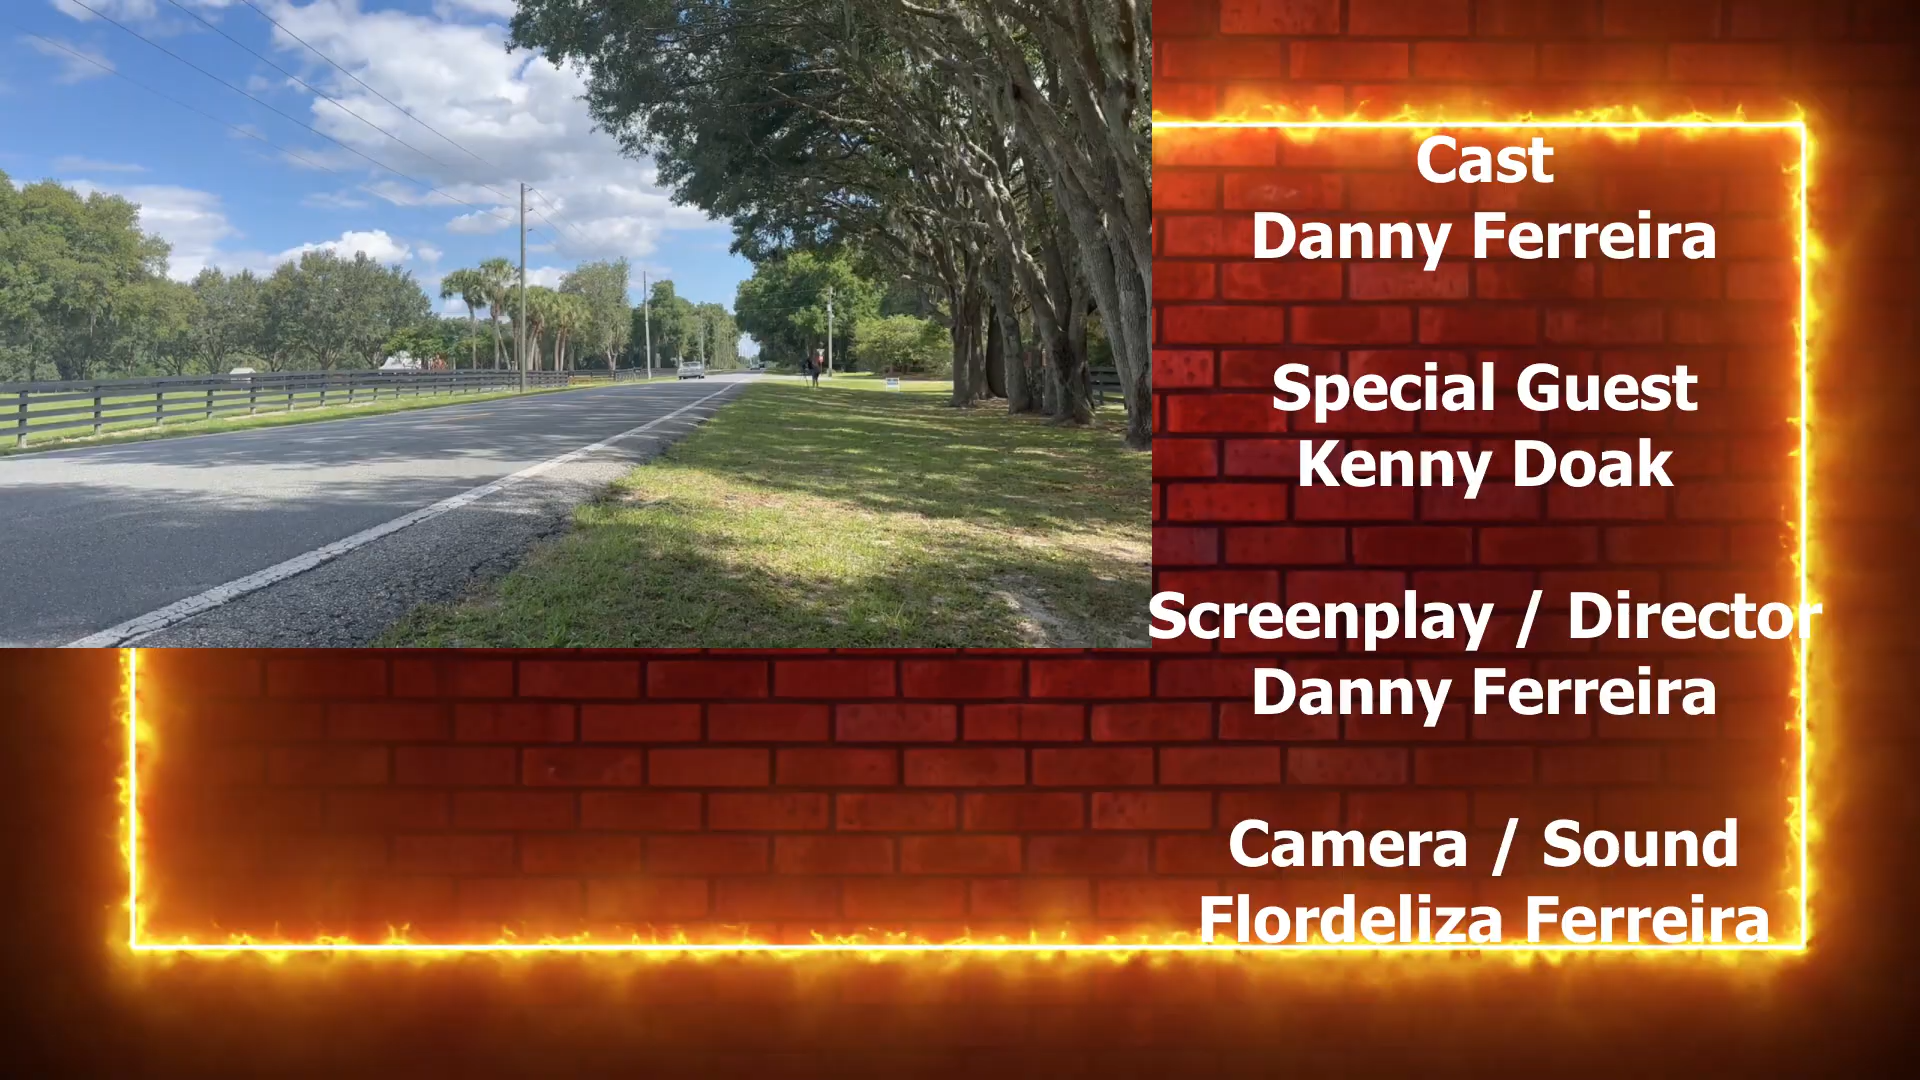 Cast
Danny Ferreira
Special Guest
Kenny Doak
Screenplay / Director
Danny Ferreira
Camera / Sound
Flordeliza Ferreira